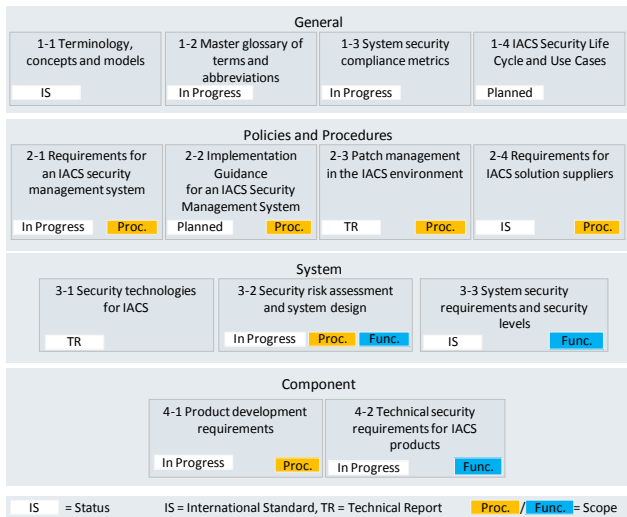 General
1-1 Terminology,
concepts and models
IS
1-2 Master glossary of
terms and
abbreviations
In Progress
1-3 System security
compliance metrics
In Progress
1-4 IACS Security Life
Cycle and Use Cases
Planned
Policies and Procedures
2-1 Requirements for
an IACS security
management system
In Progress Proc.
2-2 Implementation
Guidance
for an IACS Security
Management System
Planned Proc.
2-3 Patch management
in the IACS environment
TR Proc.
2-4 Requirements for
IACS solution suppliers
IS Proc.
System
3-1 Security technologies
for IACS
TR
3-2 Security risk assessment
and system design
In Progress Proc. Func.
3-3 System security
requirements and security
levels
IS Func.
Component
4-1 Product development
requirements
In Progress Proc.
4-2 Technical security
requirements for IACS
products
In Progress Func.
IS = Status IS = International Standard, TR = Technical Report Proc. / Func. = Scope